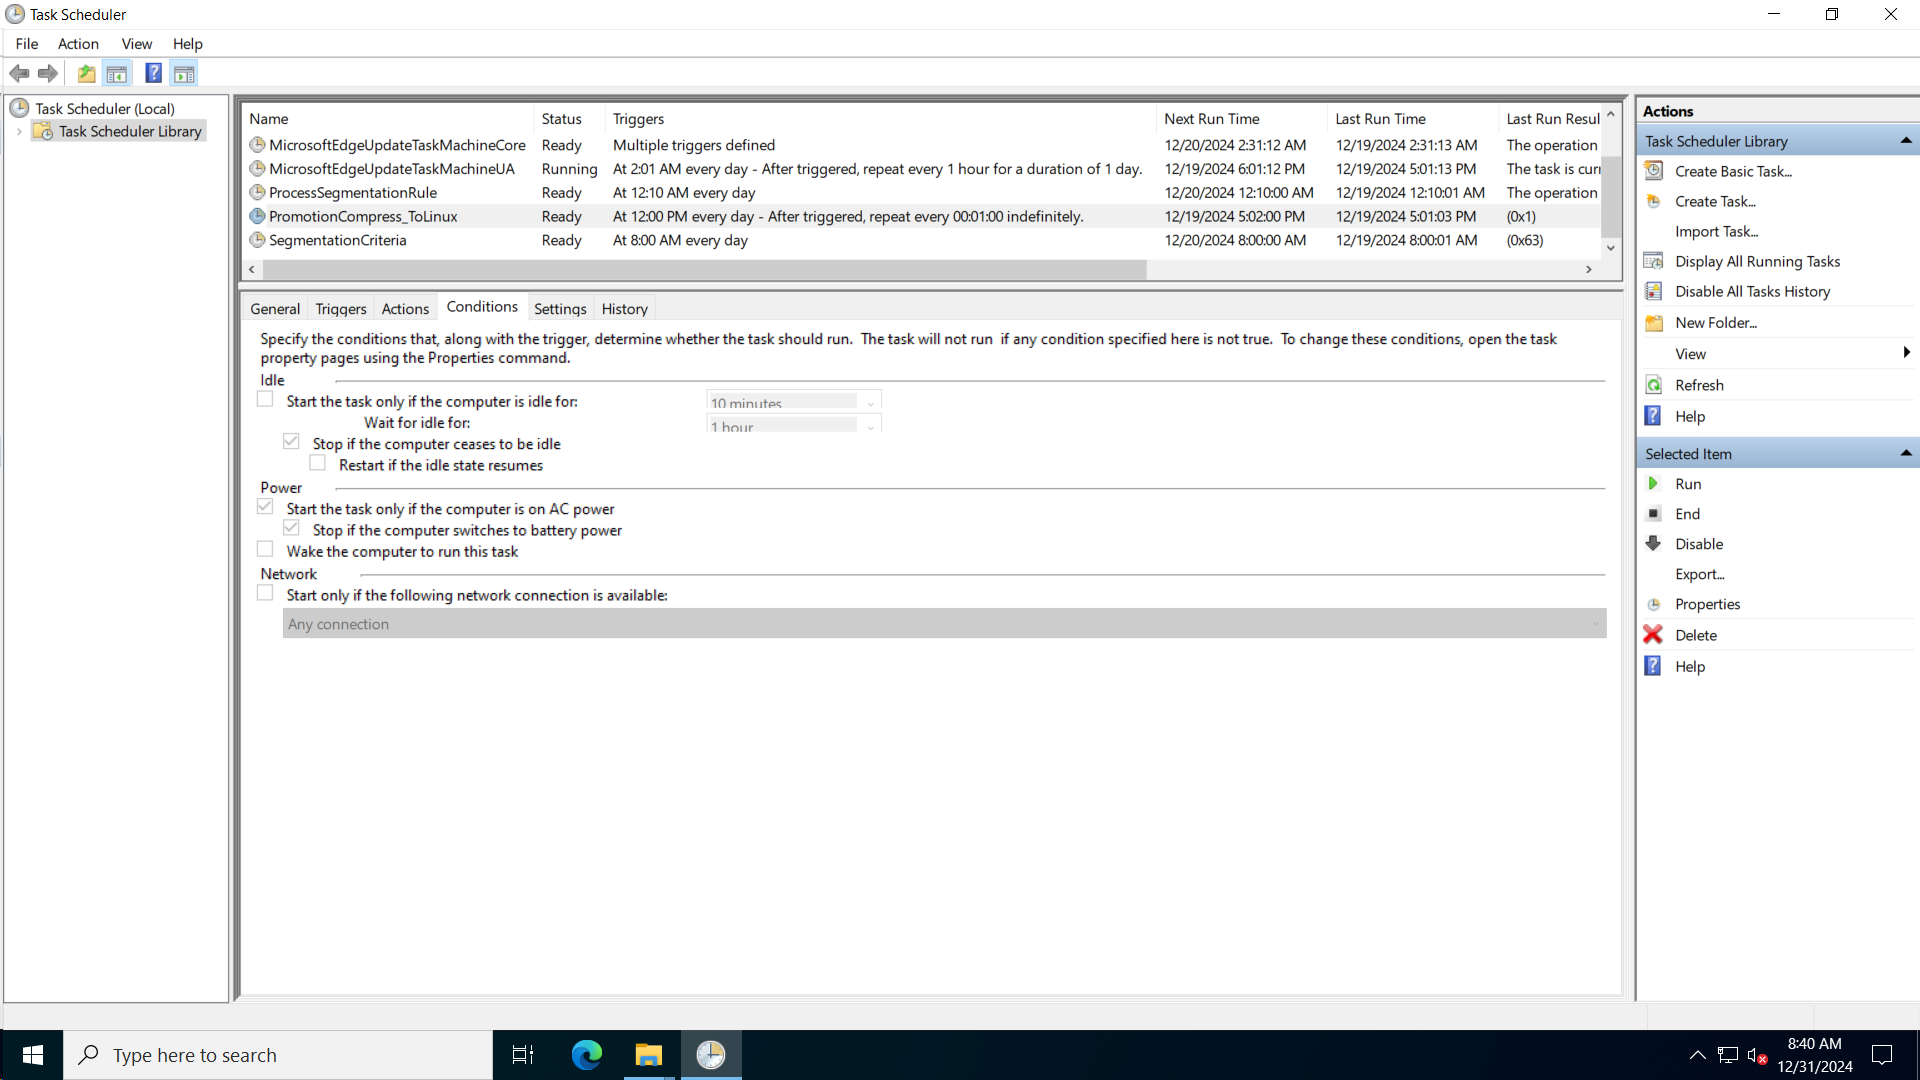 Task Scheduler
File Action View Help
Task Scheduler (Local)
Task Scheduler Library
Name Status Triggers Next Run Time Last Run Time Last Run Resul
MicrosoftEdgeUpdateTaskMachineCore Ready Multiple triggers defined 12/20/2024 2:31:12 AM 12/19/2024 2:31:13 AM The operation
MicrosoftEdgeUpdateTaskMachineUA Running At 2:01 AM every day - After triggered, repeat every 1 hour for a duration of 1 day. 12/19/2024 6:01:12 PM 12/19/2024 5:01:13 PM The task is curr
ProcessSegmentationRule Ready At 12:10 AM every day 12/20/2024 12:10:00 AM 12/19/2024 12:10:01 AM The operation
PromotionCompress_ToLinux Ready At 12:00 PM every day - After triggered, repeat every 00:01:00 indefinitely. 12/19/2024 5:02:00 PM 12/19/2024 5:01:03 PM (0x1)
SegmentationCriteria Ready At 8:00 AM every day 12/20/2024 8:00:00 AM 12/19/2024 8:00:01 AM (0x63)
General Triggers Actions Conditions Settings History
Specify the conditions that, along with the trigger, determine whether the task should run. The task will not run if any condition specified here is not true. To change these conditions, open the task
property pages using the Properties command.
Idle
Start the task only if the computer is idle for: 10 minutes
Wait for idle for: 1 hour
Stop if the computer ceases to be idle
Restart if the idle state resumes
Power
Start the task only if the computer is on AC power
Stop if the computer switches to battery power
Wake the computer to run this task
Network
Start only if the following network connection is available:
Any connection
Actions
Task Scheduler Library
Create Basic Task...
Create Task...
Import Task...
Display All Running Tasks
Disable All Tasks History
New Folder...
View
Refresh
Help
Selected Item
Run
End
Disable
Export...
Properties
Delete
Help
Type here to search
8:40 AM
12/31/2024